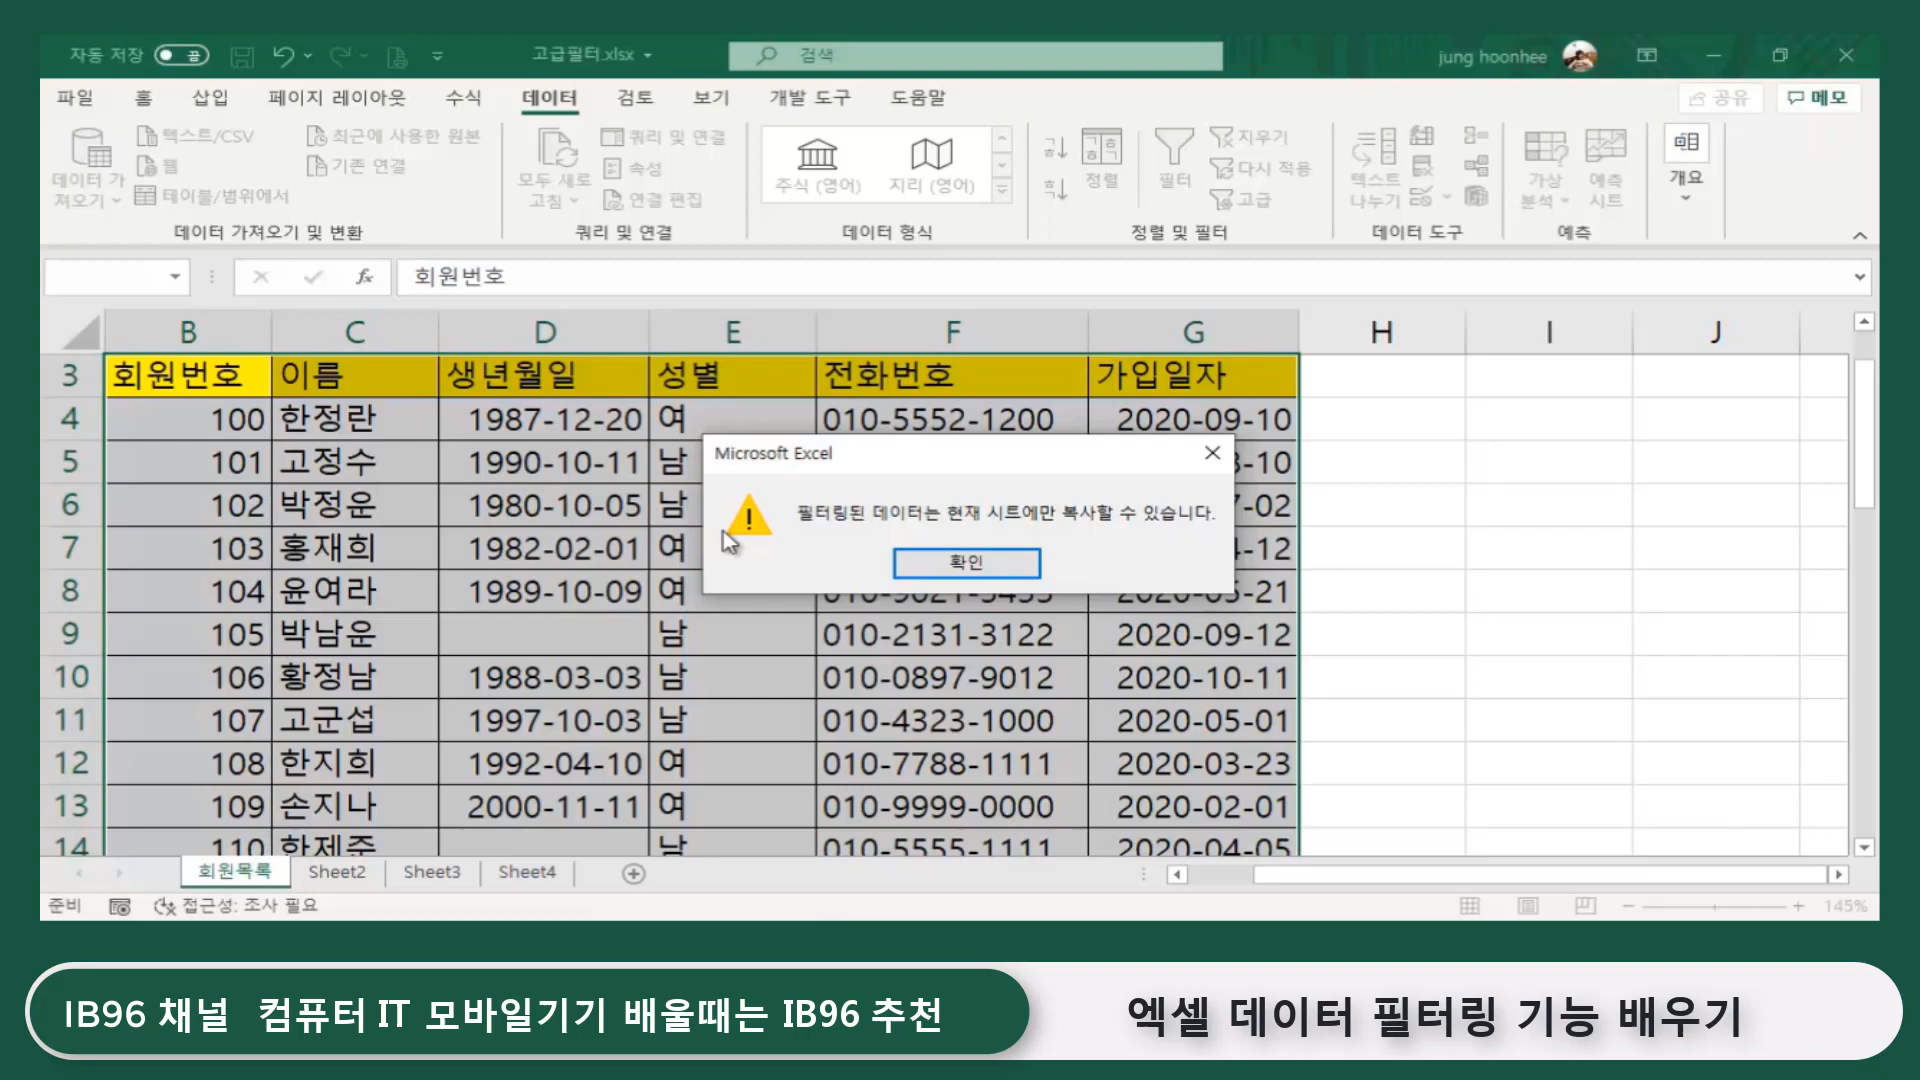 자동 저장 끔 고급필터.xlsx 검색 jung hoonhee
파일 홈 삽입 페이지 레이아웃 수식 데이터 검토 보기 개발 도구 도움말 공유 메모
데이터 가져오기 텍스트/CSV 웹 테이블/범위에서 최근에 사용한 원본 기존 연결
모두 새로 고침 쿼리 및 연결 속성 연결 편집
주식 (영어) 지리 (영어)
정렬 필터 지우기 다시 적용 고급
텍스트 나누기
가상 분석 예측 시트
개요
데이터 가져오기 및 변환 쿼리 및 연결 데이터 형식 정렬 및 필터 데이터 도구 예측
fx 회원번호
B C D E F G H I J
3 회원번호 이름 생년월일 성별 전화번호 가입일자
4 100 한정란 1987-12-20 여 010-5552-1200 2020-09-10
5 101 고정수 1990-10-11 남 -10
6 102 박정운 1980-10-05 남 -02
7 103 홍재희 1982-02-01 여 -12
8 104 윤여라 1989-10-09 여 -21
9 105 박남운 남 010-2131-3122 2020-09-12
10 106 황정남 1988-03-03 남 010-0897-9012 2020-10-11
11 107 고군섭 1997-10-03 남 010-4323-1000 2020-05-01
12 108 한지희 1992-04-10 여 010-7788-1111 2020-03-23
13 109 손지나 2000-11-11 여 010-9999-0000 2020-02-01
14 110 한제준 남 010-5555-1111 2020-04-05
Microsoft Excel
필터링된 데이터는 현재 시트에만 복사할 수 있습니다.
확인
회원목록 Sheet2 Sheet3 Sheet4
준비 접근성: 조사 필요 145%
IB96 채널 컴퓨터 IT 모바일기기 배울때는 IB96 추천
엑셀 데이터 필터링 기능 배우기